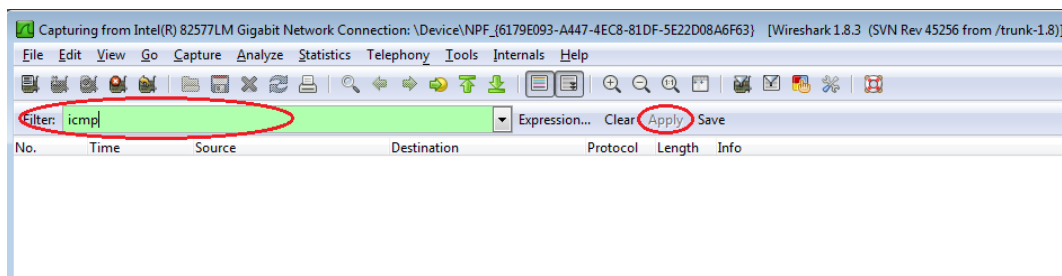 Capturing from Intel(R) 82577LM Gigabit Network Connection: \Device\NPF_{6179E093-A447-4EC8-81DF-5E22D08A6F63} [Wireshark 1.8.3 (SVN Rev 45256 from /trunk-1.8)]
File Edit View Go Capture Analyze Statistics Telephony Tools Internals Help
Filter: icmp Expression... Clear Apply Save
No. Time Source Destination Protocol Length Info